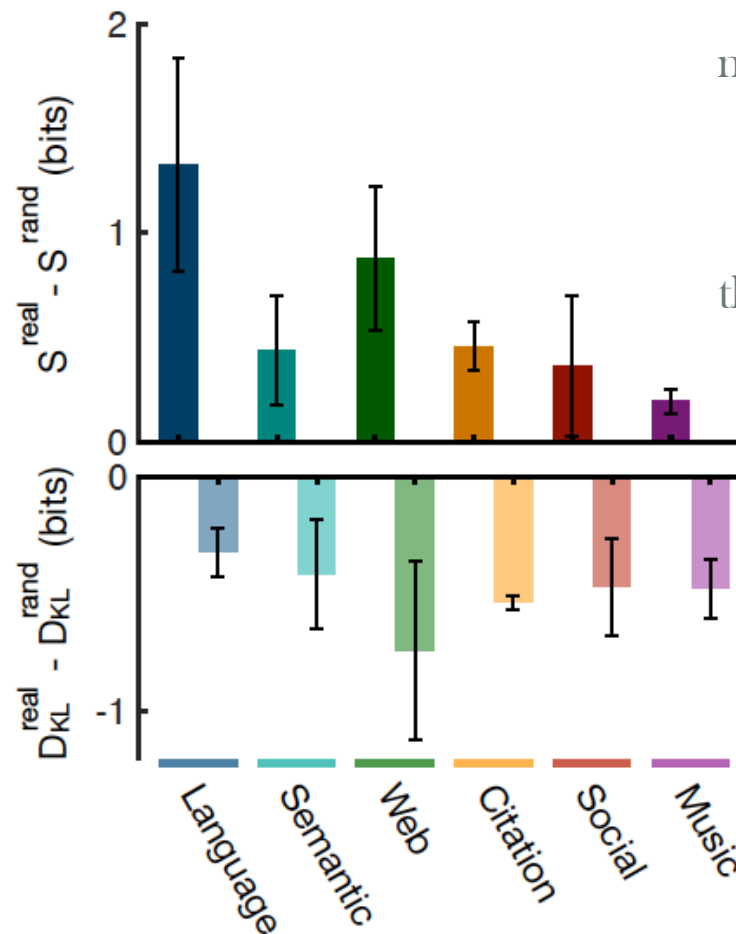 2
1
0
S^real - S^rand (bits)
0
-1
D_KL^real - D_KL^rand (bits)
Language
Semantic
Web
Citation
Social
Music